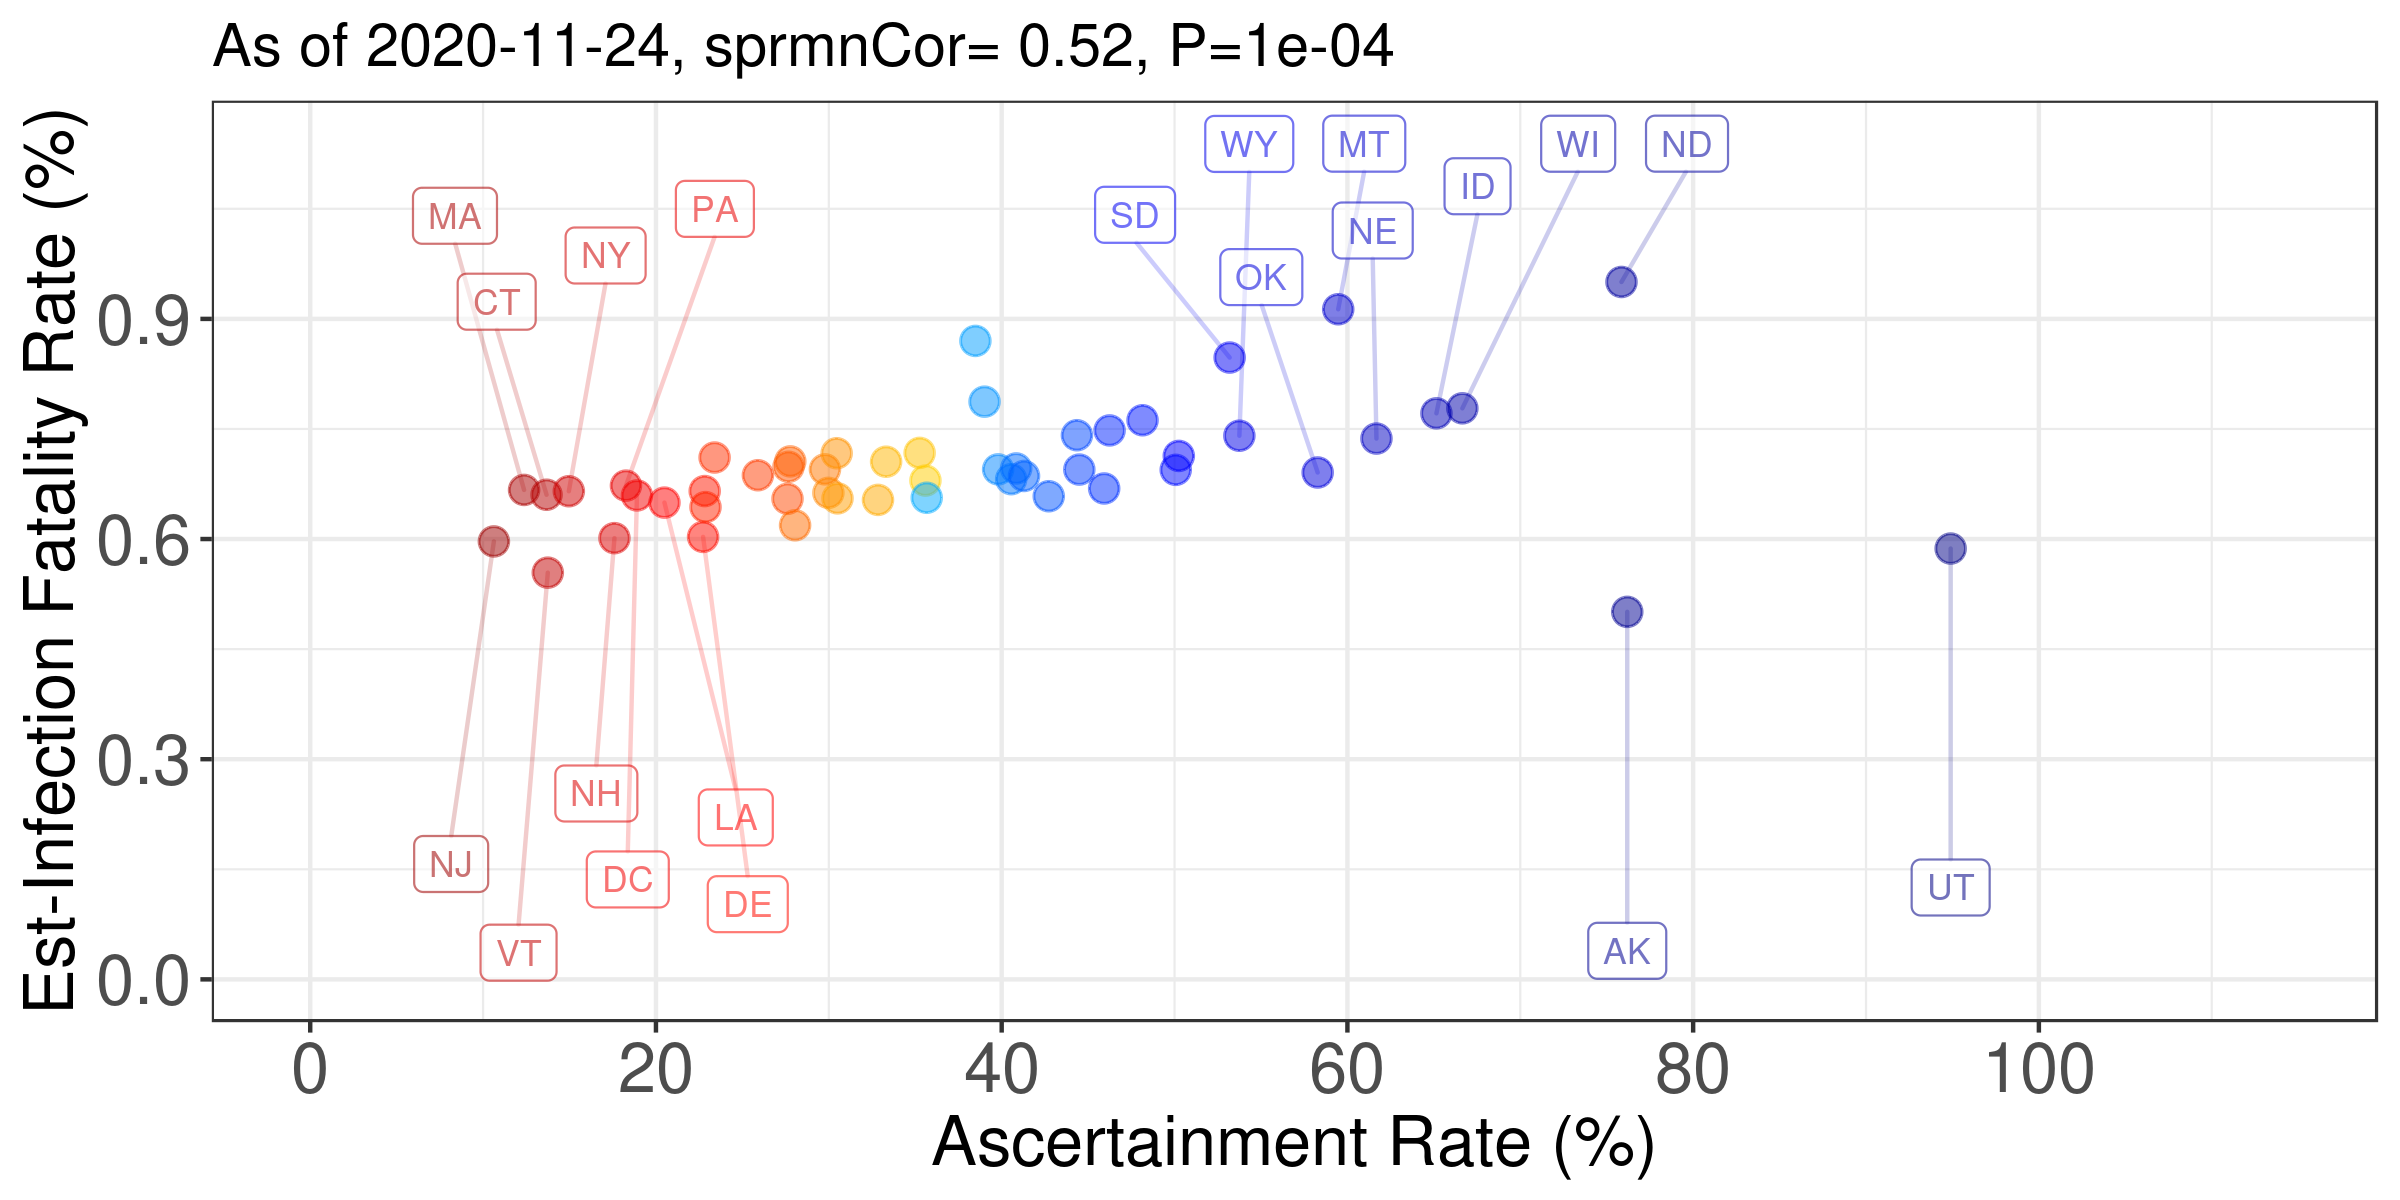 As of 2020-11-24, sprmnCor= 0.52, P=1e-04
Est-Infection Fatality Rate (%)
0.9
0.6
0.3
0.0
WY
MT
WI
ND
ID
PA
SD
MA
NE
NY
OK
CT
NH
LA
NJ
DC
UT
DE
VT
AK
0
20
40
60
80
100
Ascertainment Rate (%)